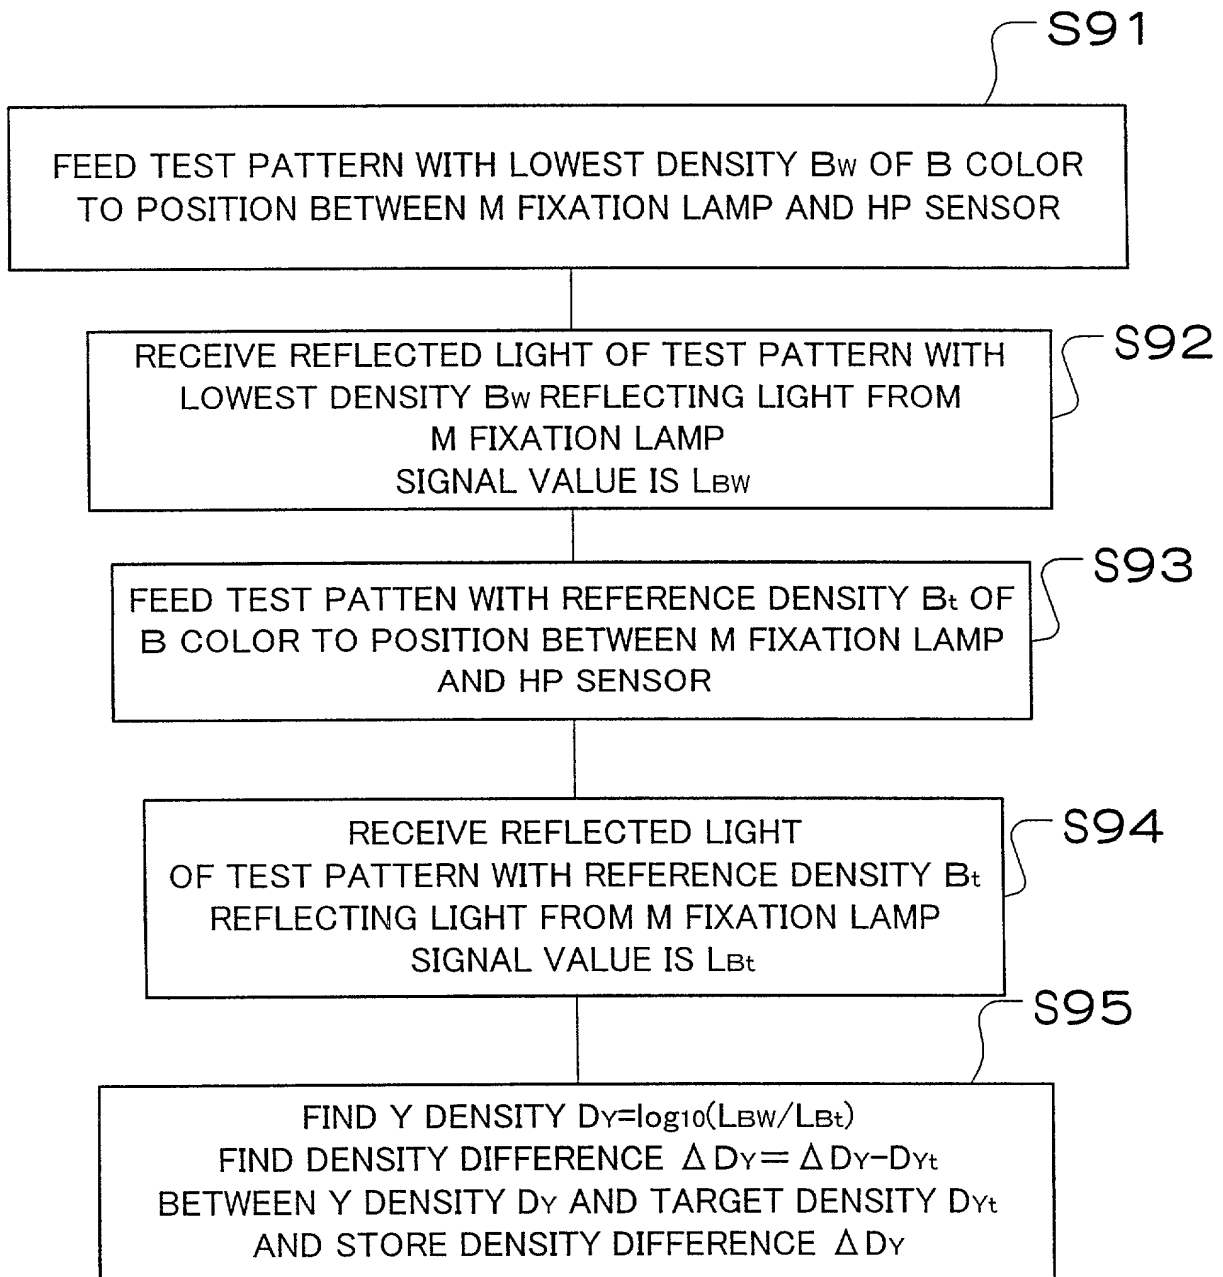 S91
FEED TEST PATTERN WITH LOWEST DENSITY BW OF B COLOR
TO POSITION BETWEEN M FIXATION LAMP AND HP SENSOR
S92
RECEIVE REFLECTED LIGHT OF TEST PATTERN WITH
LOWEST DENSITY BW REFLECTING LIGHT FROM
M FIXATION LAMP
SIGNAL VALUE IS LBW
S93
FEED TEST PATTEN WITH REFERENCE DENSITY Bt OF
B COLOR TO POSITION BETWEEN M FIXATION LAMP
AND HP SENSOR
S94
RECEIVE REFLECTED LIGHT
OF TEST PATTERN WITH REFERENCE DENSITY Bt
REFLECTING LIGHT FROM M FIXATION LAMP
SIGNAL VALUE IS LBt
S95
FIND Y DENSITY DY=log10(LBW/LBt)
FIND DENSITY DIFFERENCE ΔDY=ΔDY-DYt
BETWEEN Y DENSITY DY AND TARGET DENSITY DYt
AND STORE DENSITY DIFFERENCE ΔDY